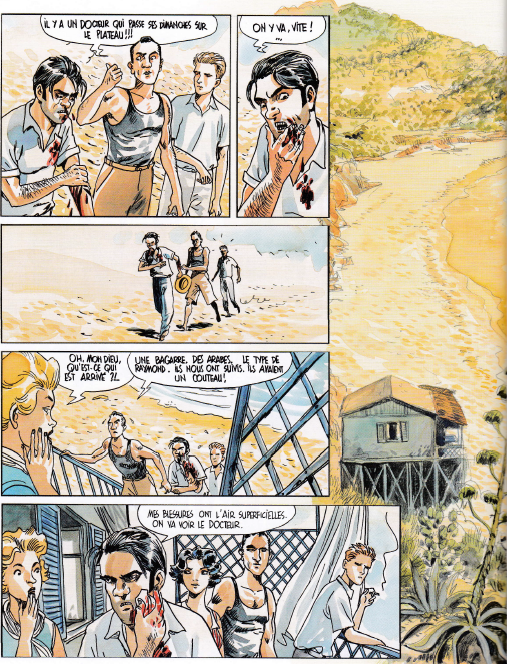 IL Y A UN DOCTEUR QUI PASSE SES DIMANCHES SUR
LE PLATEAU!!!
ON Y VA, VITE !
...
OH, MON DIEU,
QU'EST-CE QUI
EST ARRIVÉ ?!.
UNE BAGARRE. DES ARABES. LE TYPE DE
RAYMOND. ILS NOUS ONT SUIVIS. ILS AVAIENT
UN COUTEAU!
MES BLESSURES ONT L'AIR SUPERFICIELLES.
ON VA VOIR LE DOCTEUR.